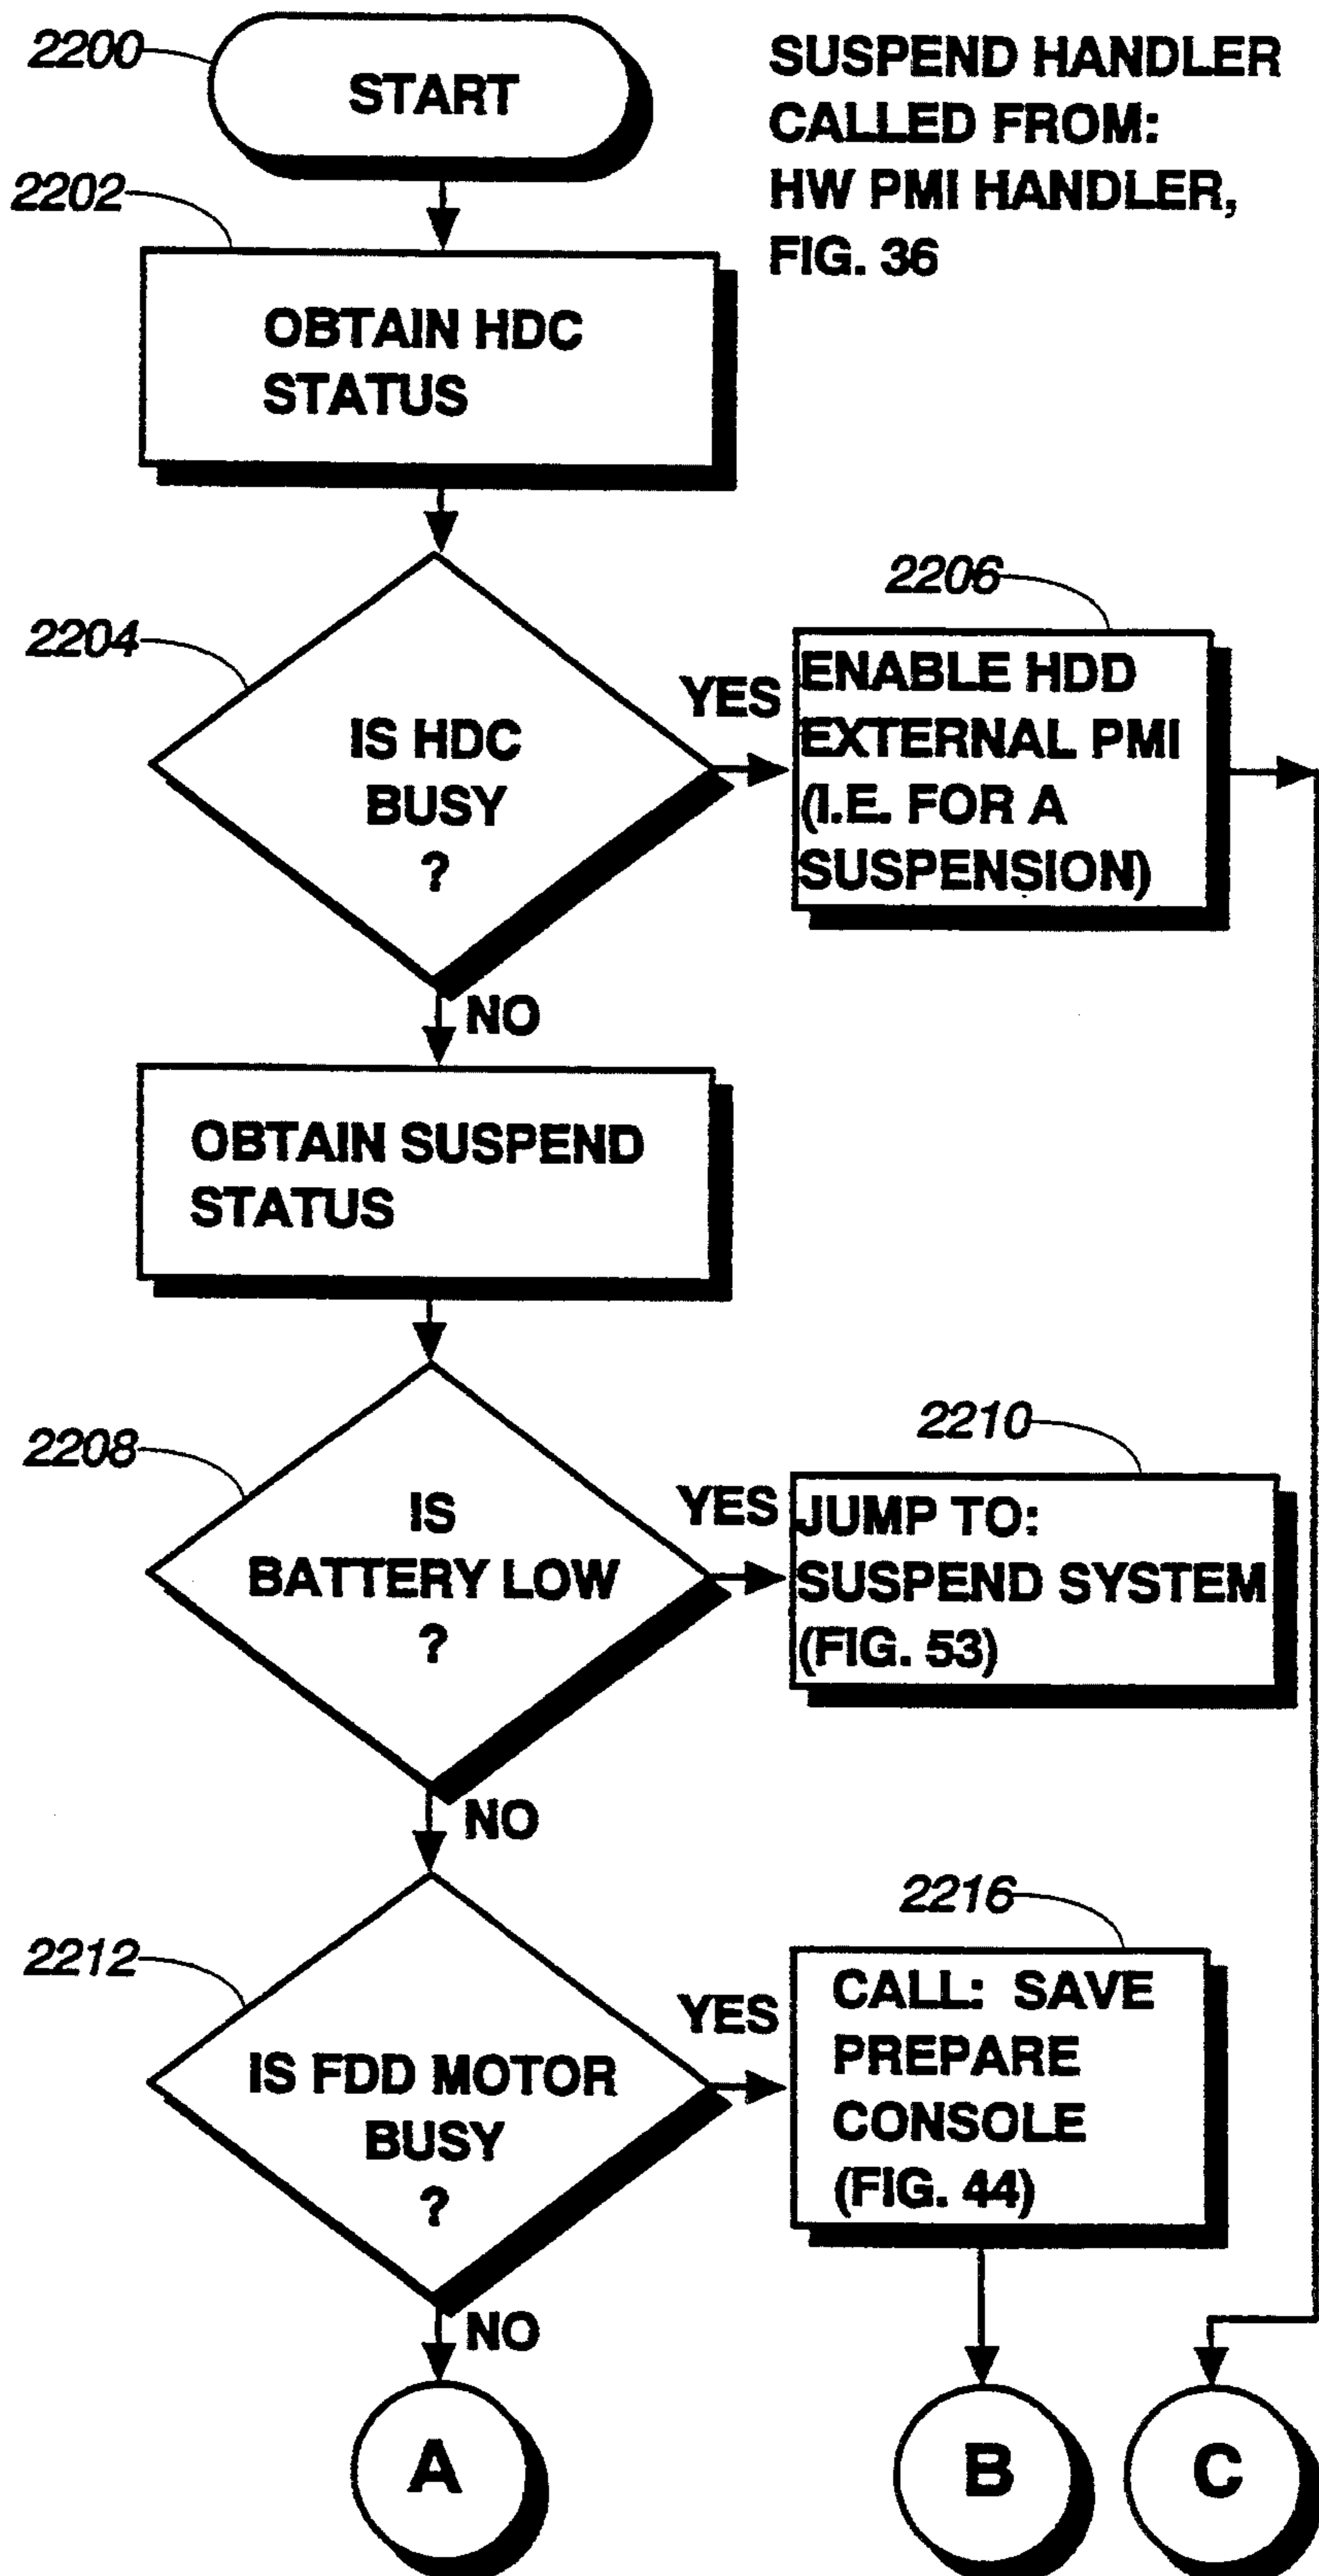 2200
START
SUSPEND HANDLER
CALLED FROM:
HW PMI HANDLER,
FIG. 36
2202
OBTAIN HDC
STATUS
2204
IS HDC
BUSY
?
YES
2206
ENABLE HDD
EXTERNAL PMI
(I.E. FOR A
SUSPENSION)
NO
OBTAIN SUSPEND
STATUS
2208
IS
BATTERY LOW
?
YES
2210
JUMP TO:
SUSPEND SYSTEM
(FIG. 53)
NO
2212
IS FDD MOTOR
BUSY
?
YES
2216
CALL: SAVE
PREPARE
CONSOLE
(FIG. 44)
NO
A
B
C